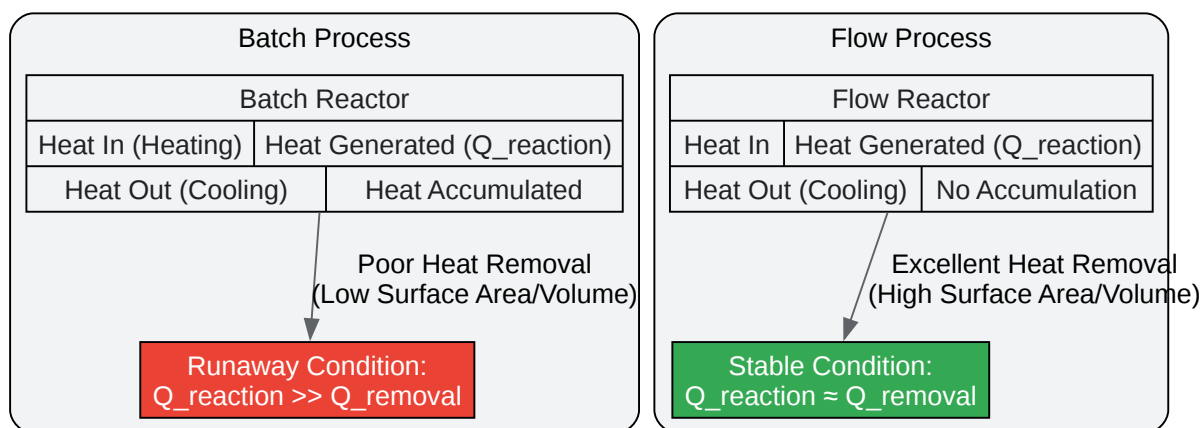 Batch Process
Batch Reactor
Heat In (Heating) Heat Generated (Q_reaction)
Heat Out (Cooling) Heat Accumulated
Poor Heat Removal
(Low Surface Area/Volume)
Runaway Condition:
Q_reaction >> Q_removal
Flow Process
Flow Reactor
Heat In Heat Generated (Q_reaction)
Heat Out (Cooling) No Accumulation
Excellent Heat Removal
(High Surface Area/Volume)
Stable Condition:
Q_reaction ≈ Q_removal